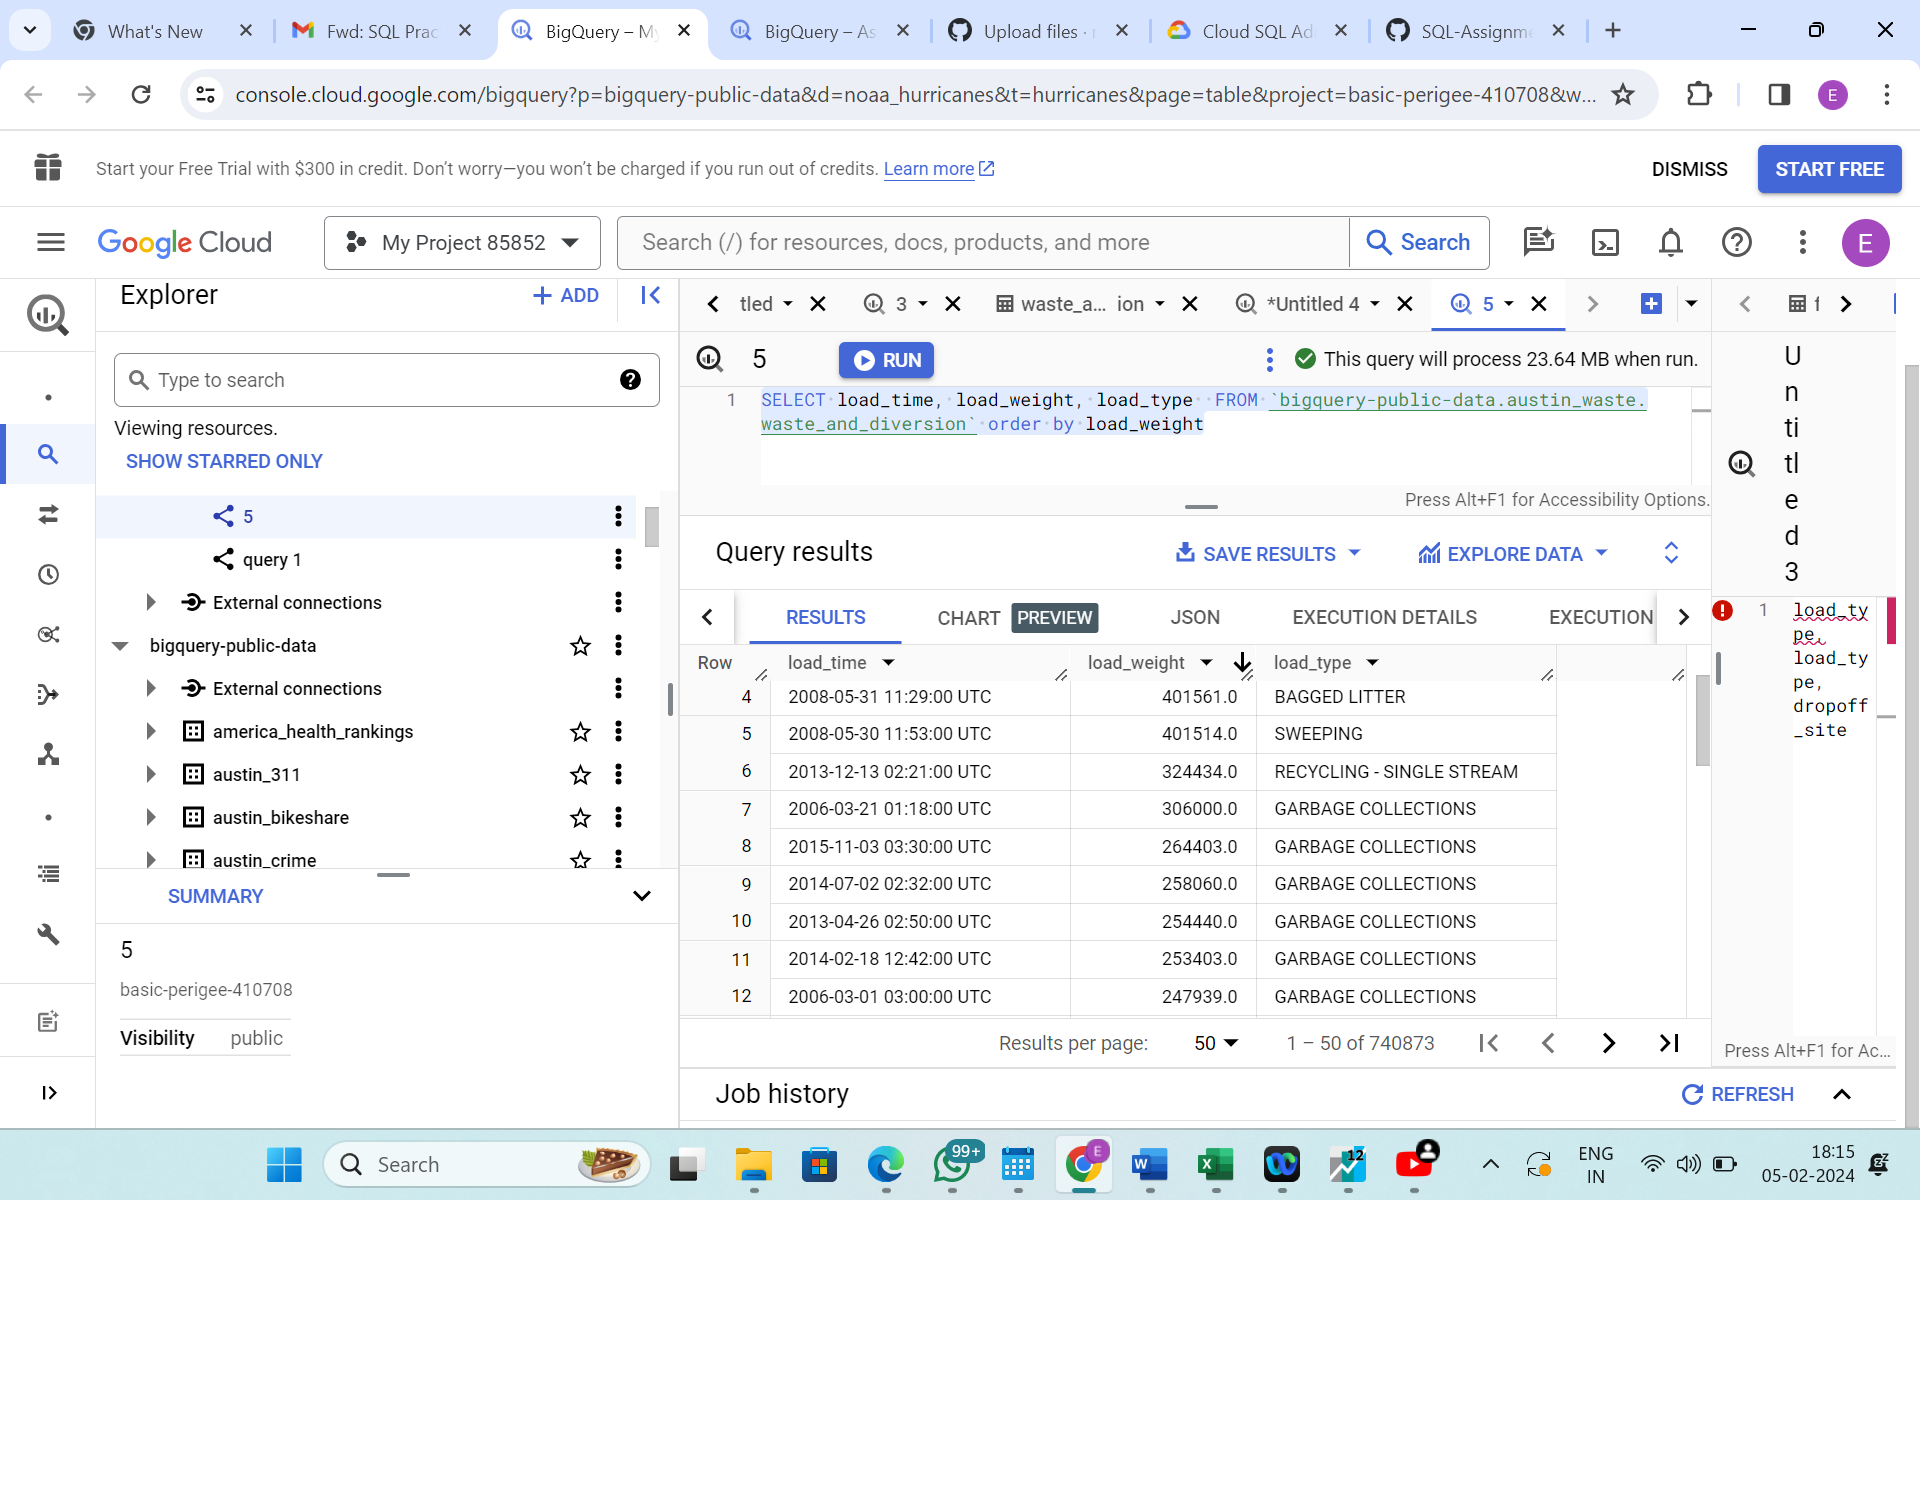 What's New
Fwd: SQL Prac
BigQuery – My
BigQuery – As
Upload files ·
Cloud SQL Ad
SQL-Assignm
console.cloud.google.com/bigquery?p=bigquery-public-data&d=noaa_hurricanes&t=hurricanes&page=table&project=basic-perigee-410708&w...
E
Start your Free Trial with $300 in credit. Don't worry—you won't be charged if you run out of credits. Learn more
DISMISS
START FREE
Google Cloud
My Project 85852
Search (/) for resources, docs, products, and more
Search
E
Explorer
+ ADD
Type to search
Viewing resources.
SHOW STARRED ONLY
5
query 1
External connections
bigquery-public-data
External connections
america_health_rankings
austin_311
austin_bikeshare
austin_crime
SUMMARY
5
basic-perigee-410708
Visibility public
tled
3
waste_a... ion
*Untitled 4
5
5
RUN
This query will process 23.64 MB when run.
1 SELECT load_time, load_weight, load_type FROM `bigquery-public-data.austin_waste.
waste_and_diversion` order by load_weight
Press Alt+F1 for Accessibility Options.
Query results
SAVE RESULTS
EXPLORE DATA
RESULTS
CHART PREVIEW
JSON
EXECUTION DETAILS
EXECUTION
Row load_time load_weight load_type
4 2008-05-31 11:29:00 UTC 401561.0 BAGGED LITTER
5 2008-05-30 11:53:00 UTC 401514.0 SWEEPING
6 2013-12-13 02:21:00 UTC 324434.0 RECYCLING - SINGLE STREAM
7 2006-03-21 01:18:00 UTC 306000.0 GARBAGE COLLECTIONS
8 2015-11-03 03:30:00 UTC 264403.0 GARBAGE COLLECTIONS
9 2014-07-02 02:32:00 UTC 258060.0 GARBAGE COLLECTIONS
10 2013-04-26 02:50:00 UTC 254440.0 GARBAGE COLLECTIONS
11 2014-02-18 12:42:00 UTC 253403.0 GARBAGE COLLECTIONS
12 2006-03-01 03:00:00 UTC 247939.0 GARBAGE COLLECTIONS
Results per page: 50 1 – 50 of 740873
Job history
REFRESH
U
n
ti
tl
e
d
3
1 load_ty
pe,
load_ty
pe,
dropoff
_site
Press Alt+F1 for Ac...
Search
99+
E
12
ENG
IN
18:15
05-02-2024